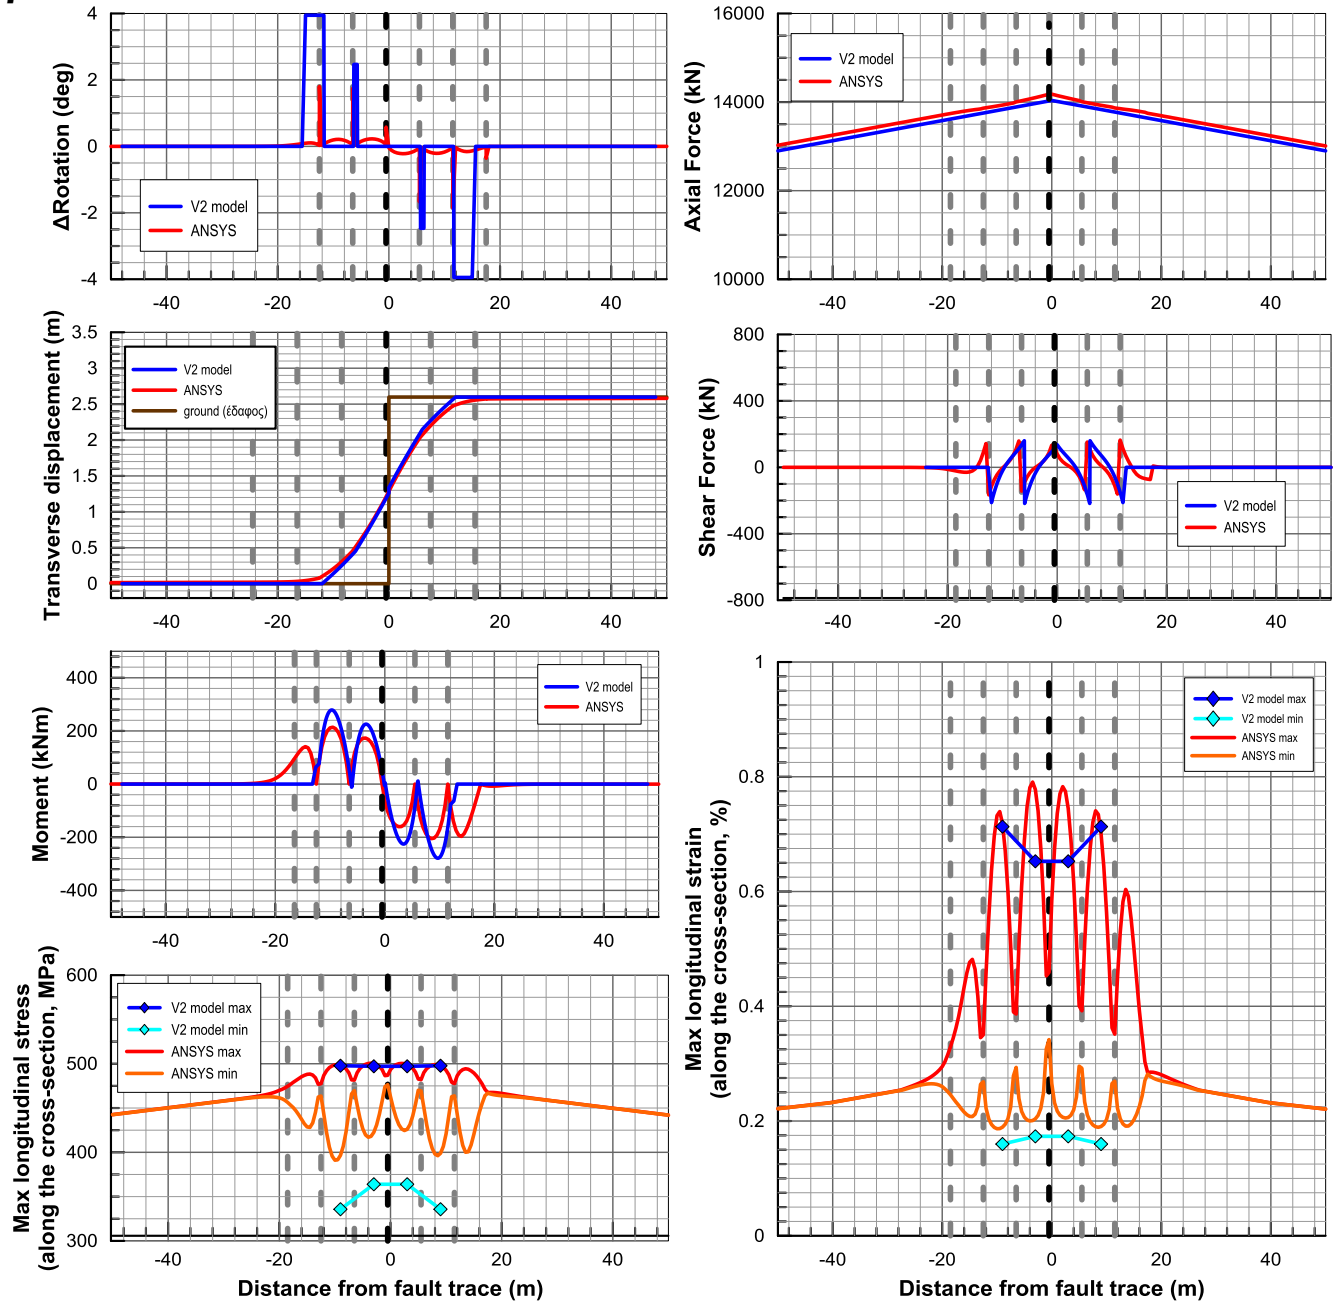 4
2
0
-2
-4
ΔRotation (deg)
V2 model
ANSYS
-40
-20
0
20
40
16000
14000
12000
10000
Axial Force (kN)
V2 model
ANSYS
-40
-20
0
20
40
3.5
3
2.5
2
1.5
1
0.5
0
Transverse displacement (m)
V2 model
ANSYS
ground (έδαφος)
-40
-20
0
20
40
800
400
0
-400
-800
Shear Force (kN)
V2 model
ANSYS
-40
-20
0
20
40
400
200
0
-200
-400
Moment (kNm)
V2 model
ANSYS
-40
-20
0
20
40
600
500
400
300
Max longitudinal stress
(along the cross-section, MPa)
V2 model max
V2 model min
ANSYS max
ANSYS min
-40
-20
0
20
40
Distance from fault trace (m)
1
0.8
0.6
0.4
0.2
0
Max longitudinal strain
(along the cross-section, %)
V2 model max
V2 model min
ANSYS max
ANSYS min
-40
-20
0
20
40
Distance from fault trace (m)